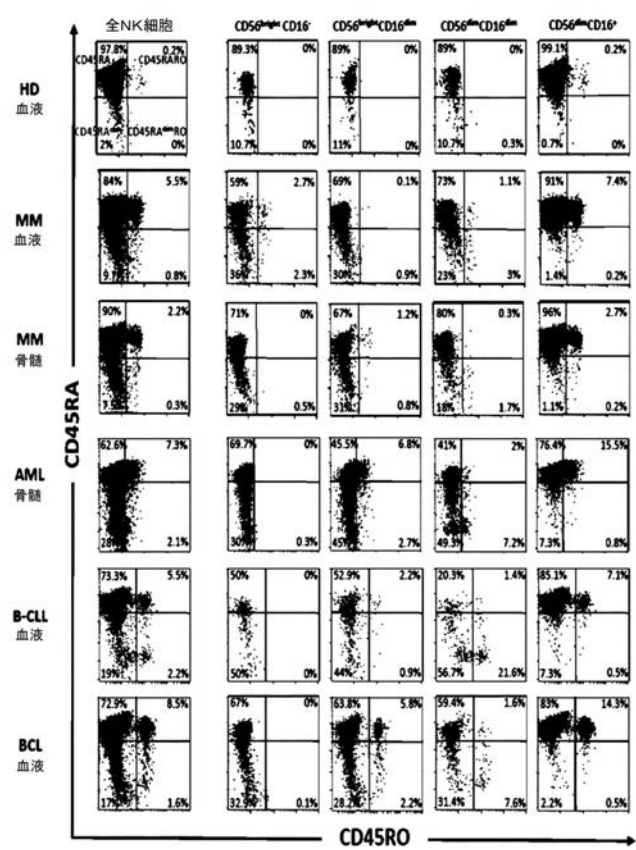 全NK細胞 CD56bright CD16- CD56brightCD16dim CD56dimCD16dim CD56dimCD16+
HD
血液
97.8% 0.2% 89.3% 0% 89% 0% 89% 0% 99.1% 0.2%
CD45RA CD45RARO
CD45RAdim CD45RAdimRO
2% 0% 10.7% 0% 11% 0% 10.7% 0.3% 0.7% 0%
MM
血液
84% 5.5% 59% 2.7% 69% 0.1% 73% 1.1% 91% 7.4%
9.7% 0.8% 36% 2.3% 30% 0.9% 23% 3% 1.4% 0.2%
MM
骨髄
90% 2.2% 71% 0% 67% 1.2% 80% 0.3% 96% 2.7%
0.3% 29% 0.5% 31% 0.8% 18% 1.7% 1.1% 0.2%
AML
骨髄
62.6% 7.3% 69.7% 0% 45.5% 6.8% 41% 2% 76.4% 15.5%
28% 2.1% 30% 0.3% 45% 2.7% 49.3% 7.2% 7.3% 0.8%
B-CLL
血液
73.3% 5.5% 50% 0% 52.9% 2.2% 20.3% 1.4% 85.1% 7.1%
19% 2.2% 50% 0% 44% 0.9% 56.7% 21.6% 7.3% 0.5%
BCL
血液
72.9% 8.5% 67% 0% 63.8% 5.8% 59.4% 1.6% 83% 14.3%
17% 1.6% 32.9% 0.1% 28.2% 2.2% 31.4% 7.6% 2.2% 0.5%
CD45RA
CD45RO